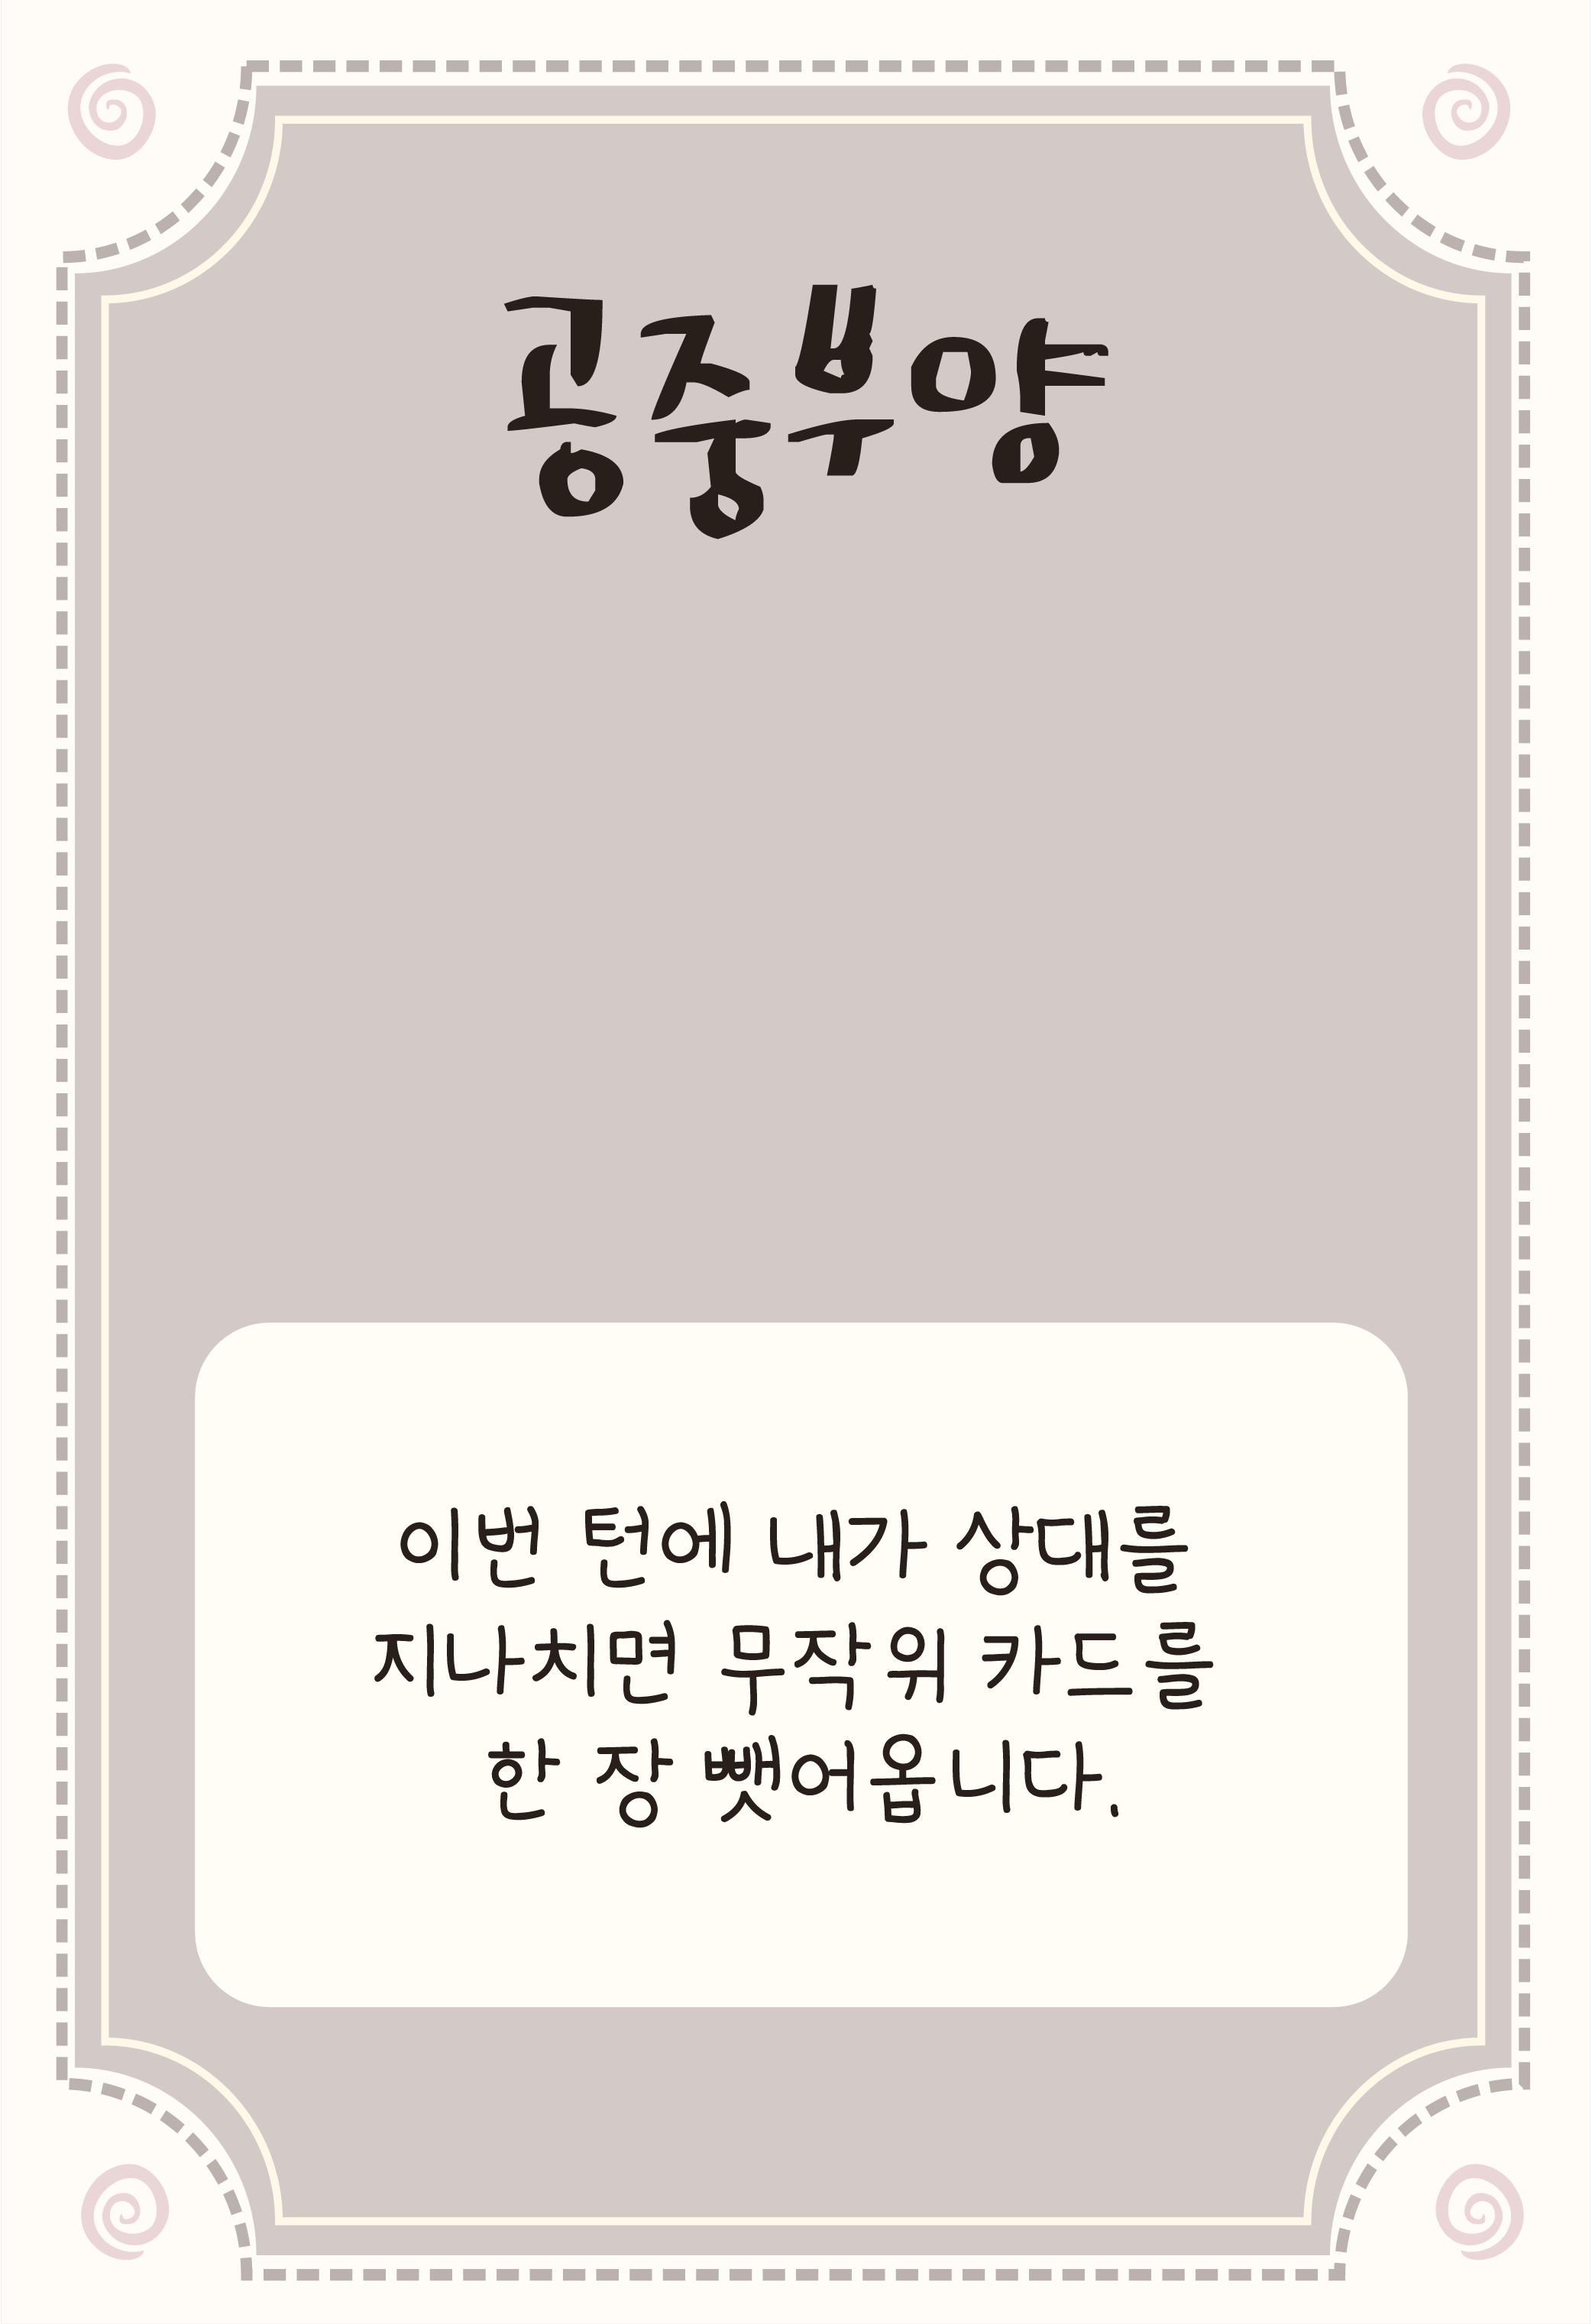 공중부양
이번 턴에 내가 상대를
지나치면 무작위 카드를
한 장 뺏어옵니다.